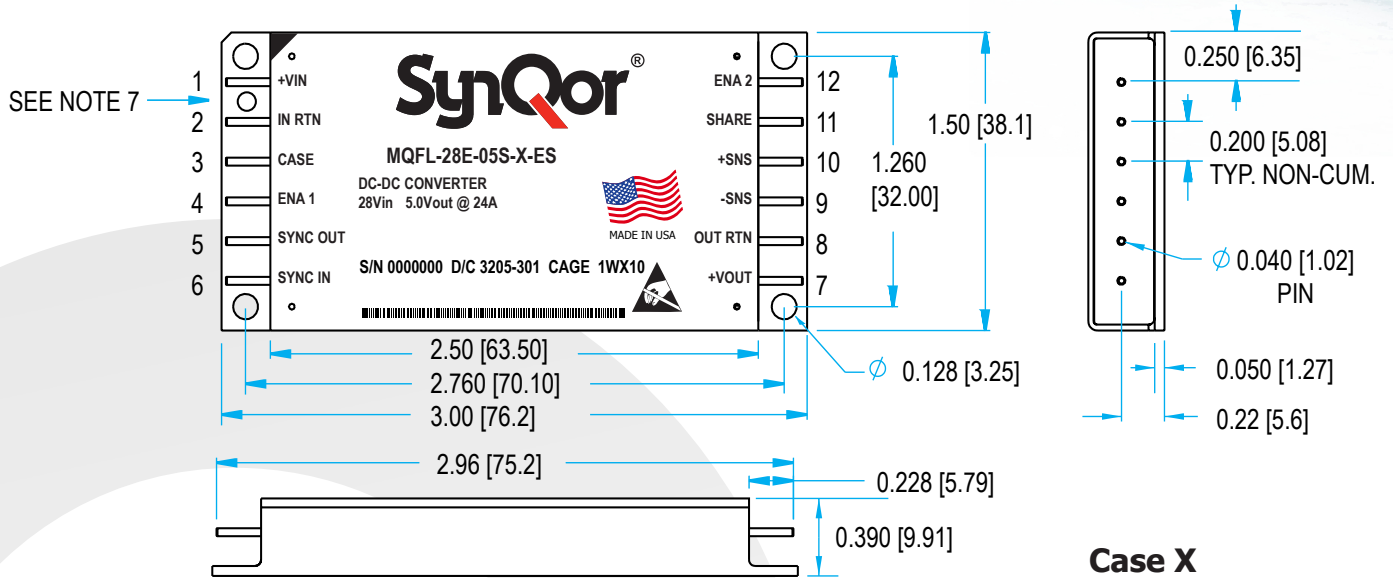 SEE NOTE 7
1
2
3
4
5
6
+VIN
IN RTN
CASE
ENA 1
SYNC OUT
SYNC IN
SynQor®
MQFL-28E-05S-X-ES
DC-DC CONVERTER
28Vin 5.0Vout @ 24A
MADE IN USA
S/N 0000000 D/C 3205-301 CAGE 1WX10
ENA 2
SHARE
+SNS
-SNS
OUT RTN
+VOUT
12
11
10
9
8
7
1.260
[32.00]
1.50 [38.1]
Ø 0.128 [3.25]
2.50 [63.50]
2.760 [70.10]
3.00 [76.2]
0.250 [6.35]
0.200 [5.08]
TYP. NON-CUM.
Ø 0.040 [1.02]
PIN
0.050 [1.27]
0.22 [5.6]
2.96 [75.2]
0.228 [5.79]
0.390 [9.91]
Case X